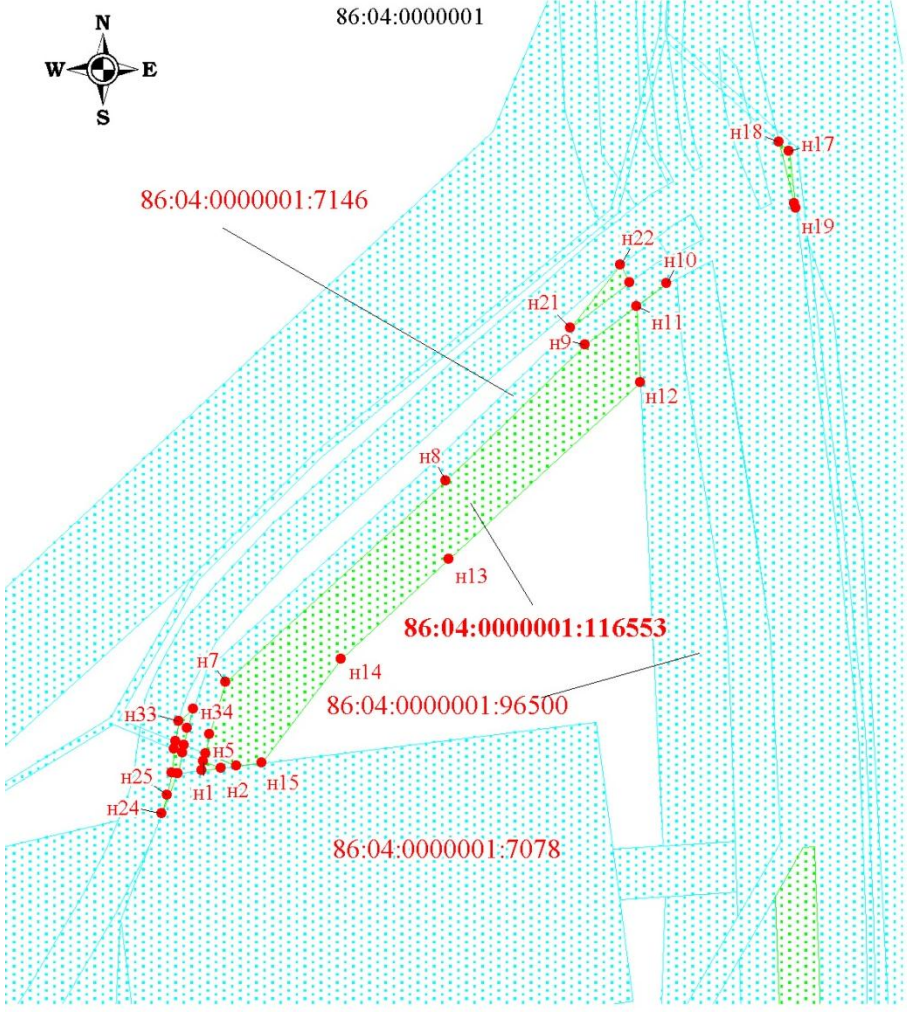 86:04:0000001
N
W E
S
н18
н17
86:04:0000001:7146
н19
н22
н10
н21
н11
н9
н12
н8
н13
86:04:0000001:116553
н7
н14
86:04:0000001:96500
н33
н34
н5
н25
н1
н2
н15
н24
86:04:0000001:7078